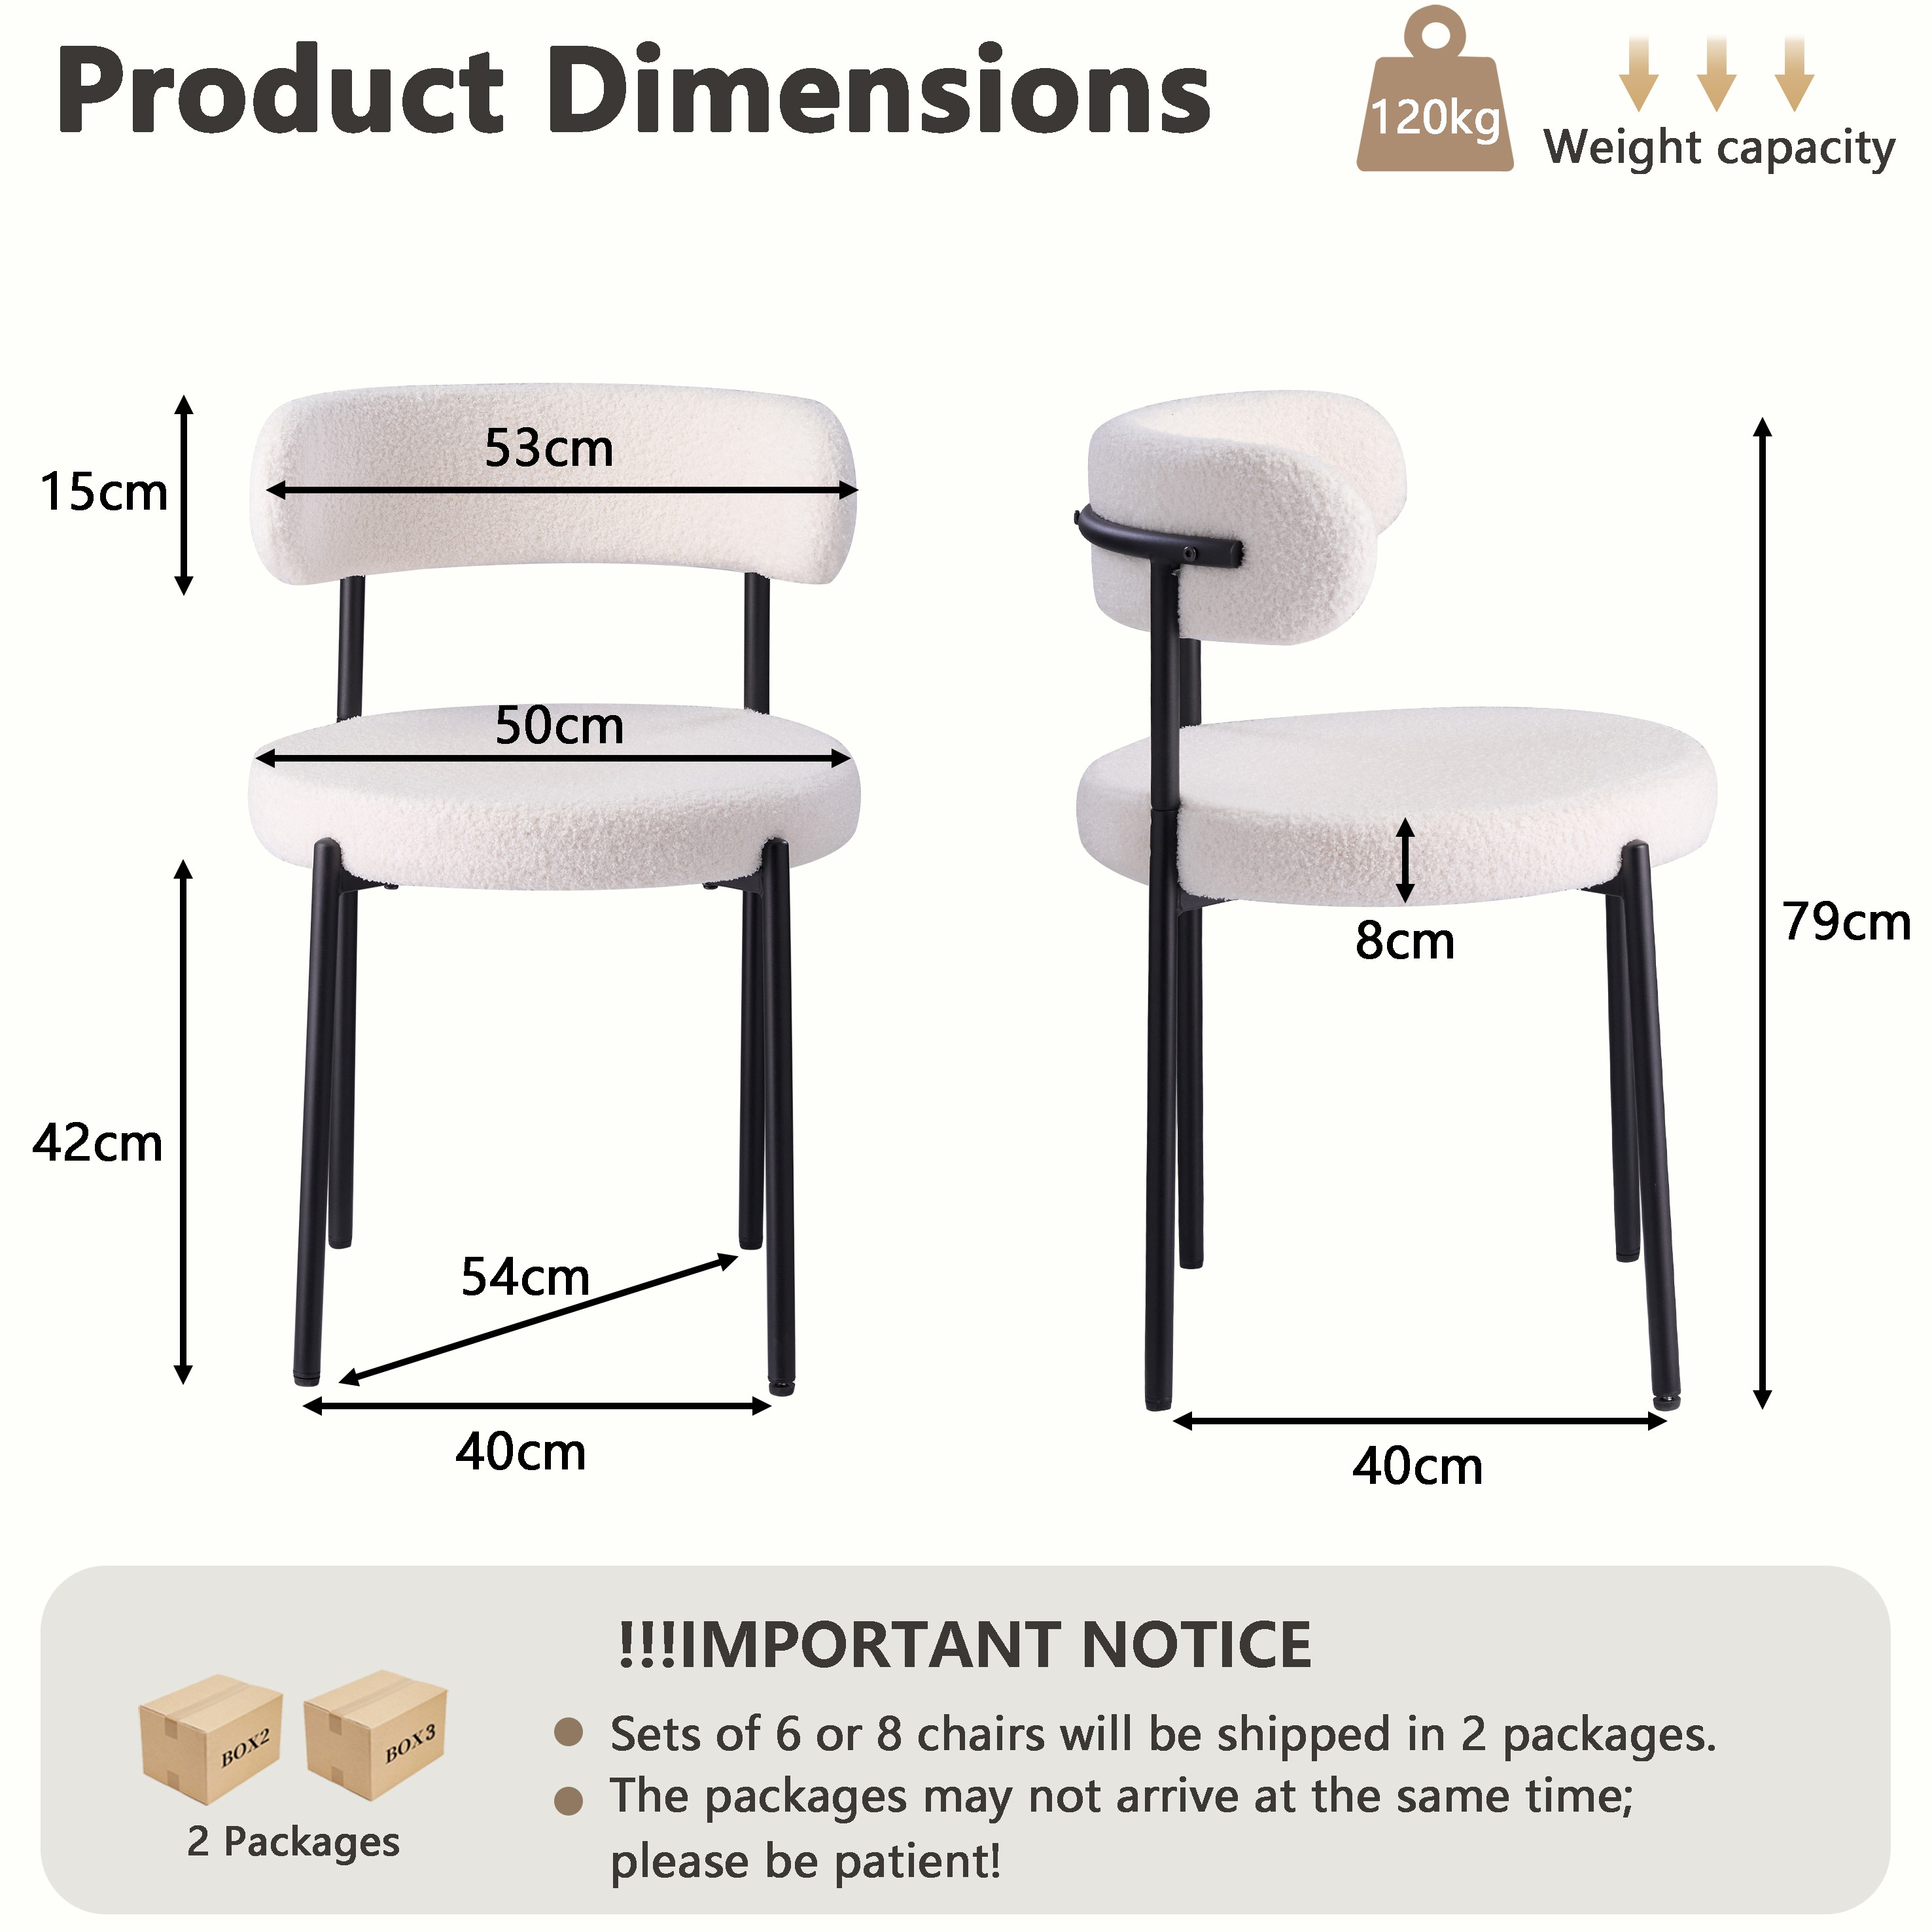 Product Dimensions
120kg
Weight capacity
53cm
15cm
50cm
42cm
54cm
40cm
8cm
79cm
40cm
!!!IMPORTANT NOTICE
BOX2
BOX3
2 Packages
Sets of 6 or 8 chairs will be shipped in 2 packages.
The packages may not arrive at the same time;
please be patient!